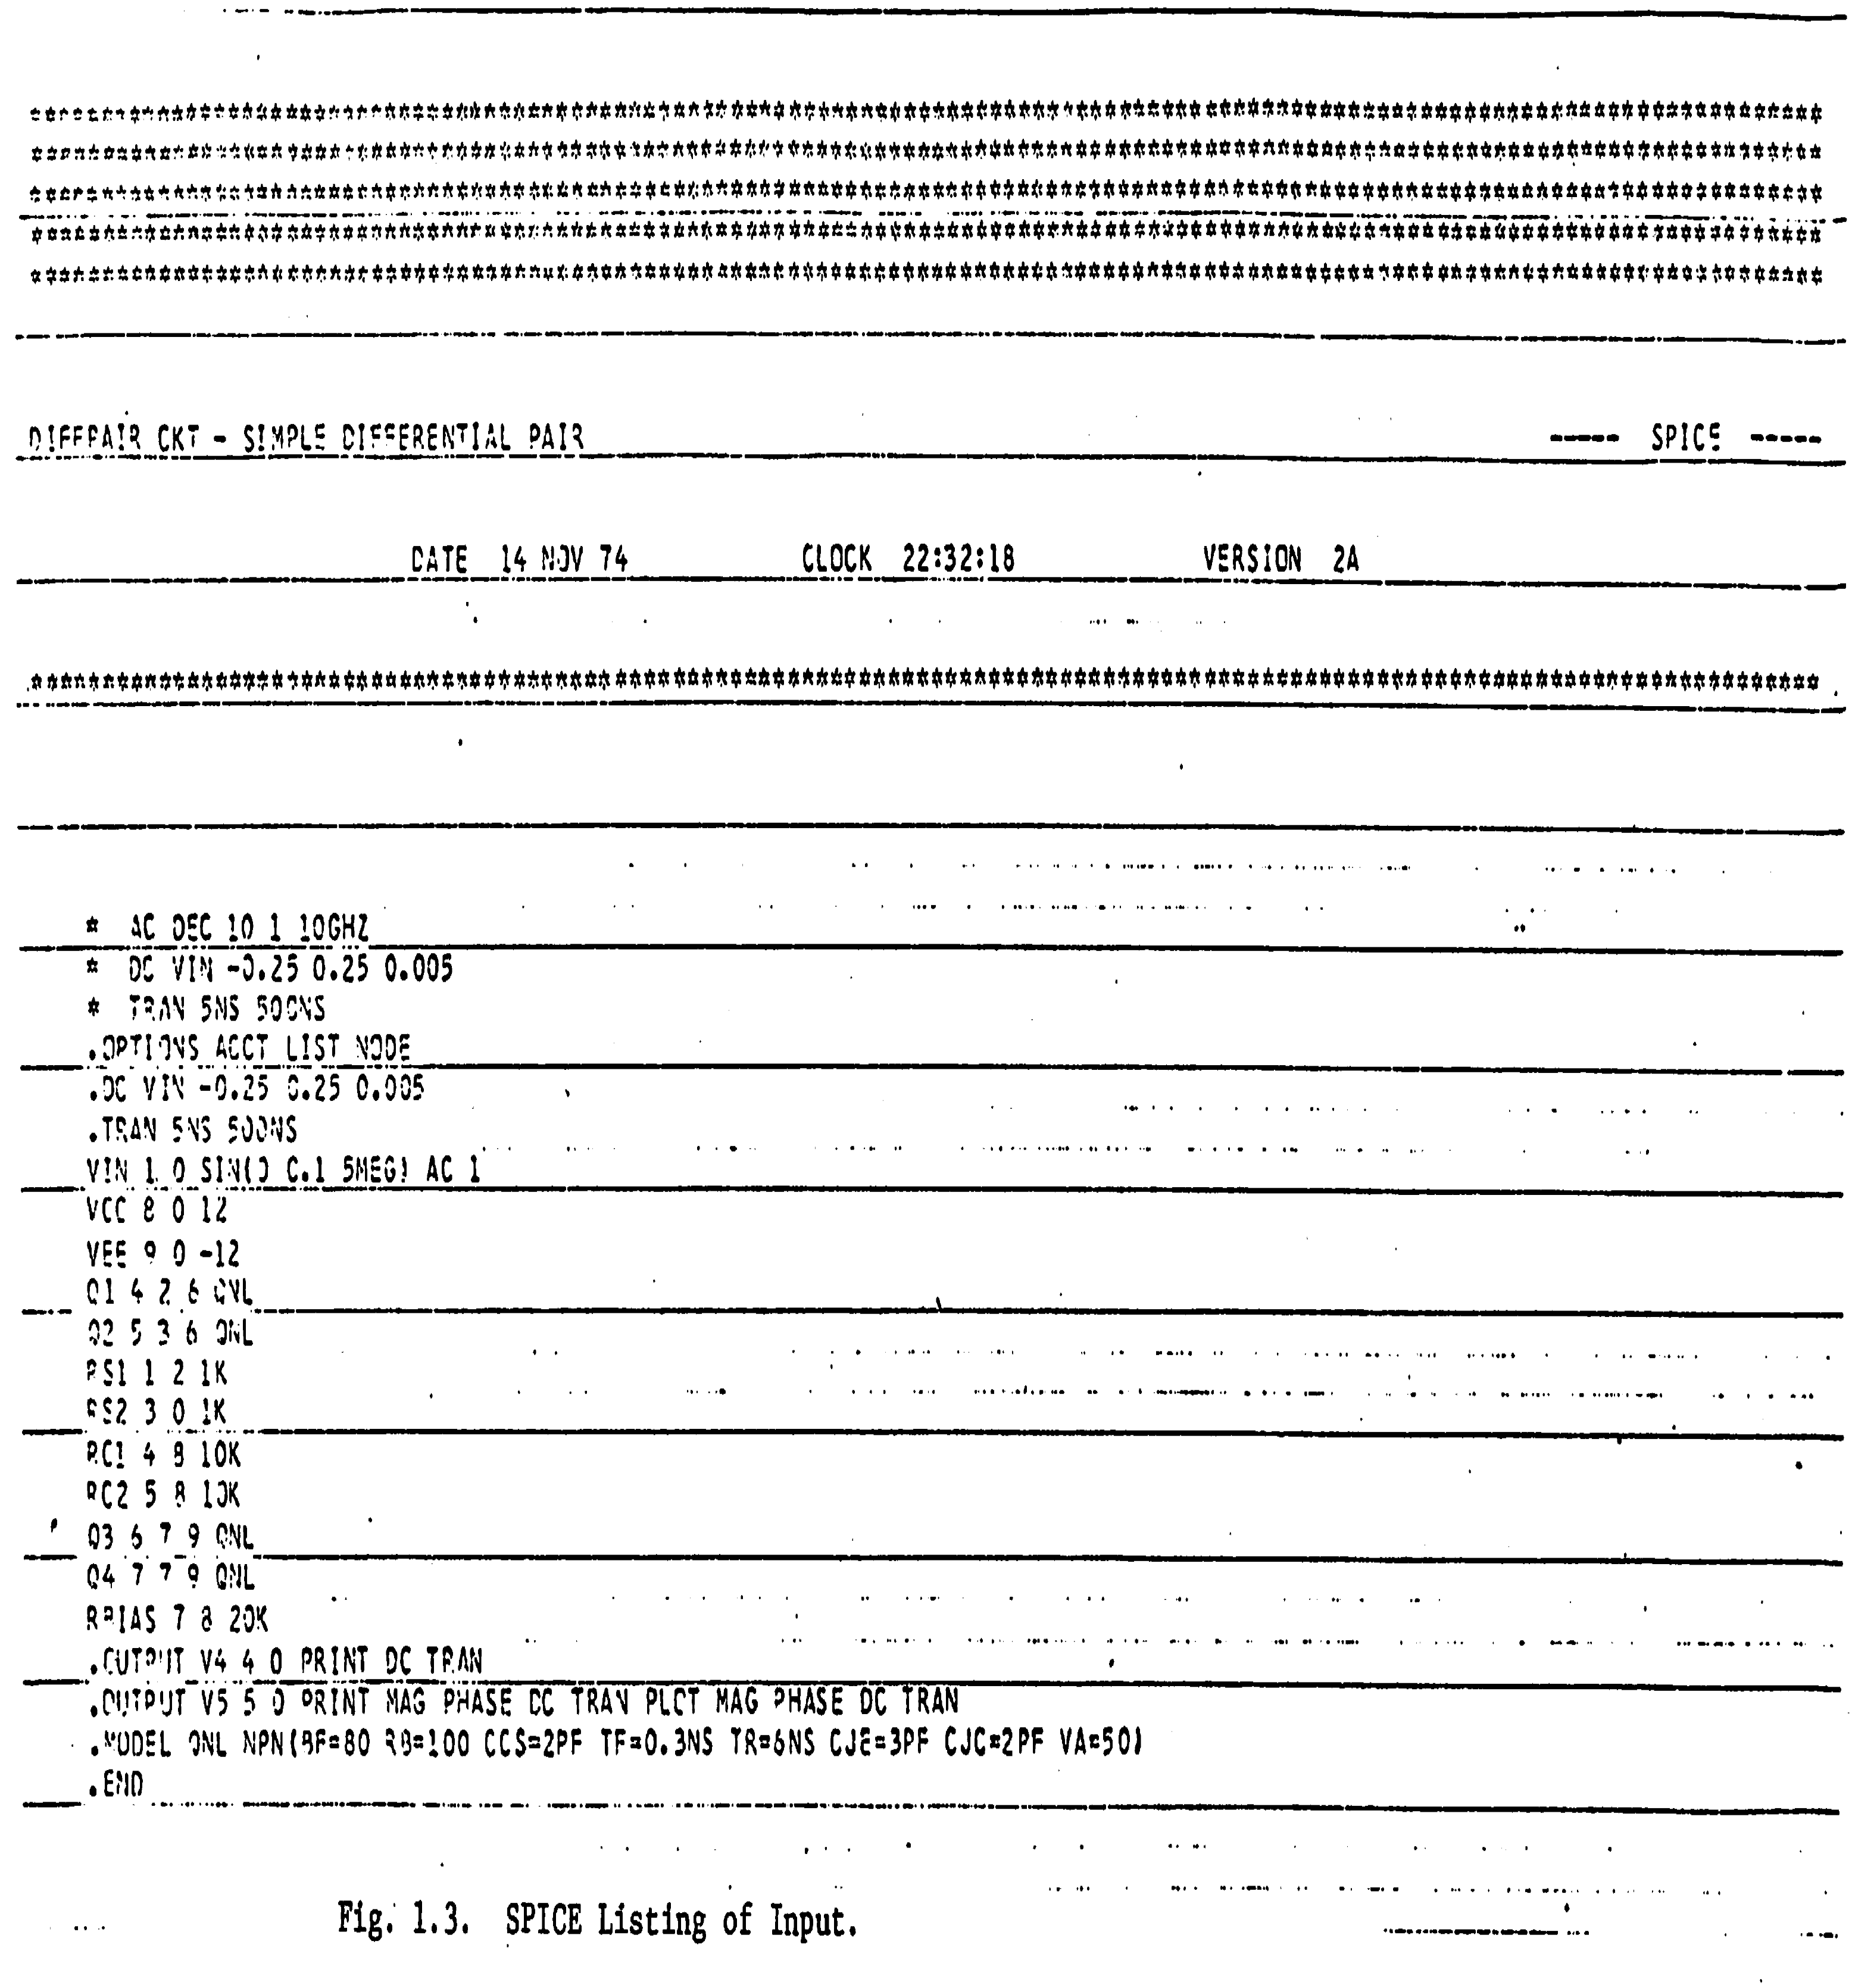 DIFFPAIR CKT - SIMPLE DIFFERENTIAL PAIR ----- SPICE -----
DATE 14 NOV 74 CLOCK 22:32:18 VERSION 2A
* AC DEC 10 1 10GHZ
* DC VIN -0.25 0.25 0.005
* TRAN 5NS 500NS
.OPTIONS ACCT LIST NODE
.DC VIN -0.25 0.25 0.005
.TRAN 5NS 500NS
VIN 1 0 SIN(0 0.1 5MEG) AC 1
VCC 8 0 12
VEE 9 0 -12
Q1 4 2 6 QNL
Q2 5 3 6 QNL
RS1 1 2 1K
RS2 3 0 1K
RC1 4 8 10K
RC2 5 8 10K
Q3 6 7 9 QNL
Q4 7 7 9 QNL
RBIAS 7 8 20K
.OUTPUT V4 4 0 PRINT DC TRAN
.OUTPUT V5 5 0 PRINT MAG PHASE DC TRAN PLOT MAG PHASE DC TRAN
.MODEL QNL NPN(BF=80 RB=100 CCS=2PF TF=0.3NS TR=6NS CJE=3PF CJC=2PF VA=50)
.END
Fig. 1.3. SPICE Listing of Input.